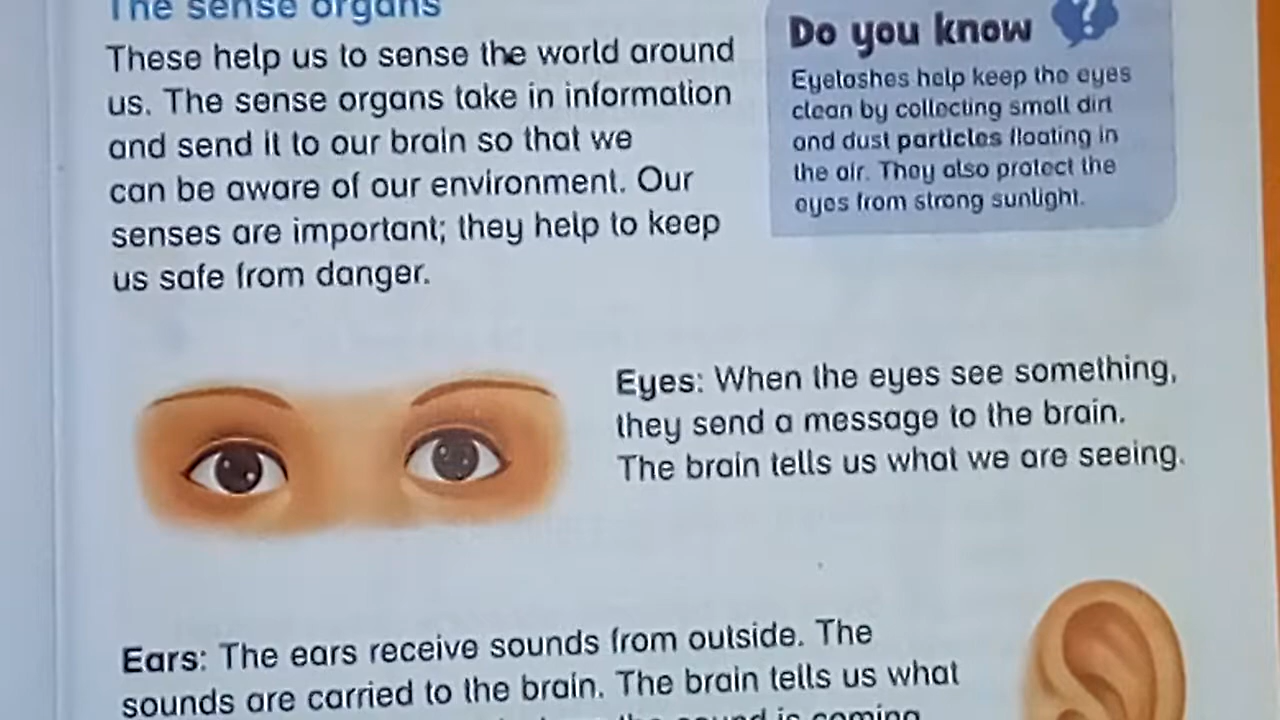 The sense organs
These help us to sense the world around
us. The sense organs take in information
and send it to our brain so that we
can be aware of our environment. Our
senses are important; they help to keep
us safe from danger.
Do you know ?
Eyelashes help keep the eyes
clean by collecting small dirt
and dust particles floating in
the air. They also protect the
eyes from strong sunlight.
Eyes: When the eyes see something,
they send a message to the brain.
The brain tells us what we are seeing.
Ears: The ears receive sounds from outside. The
sounds are carried to the brain. The brain tells us what
the sound is coming